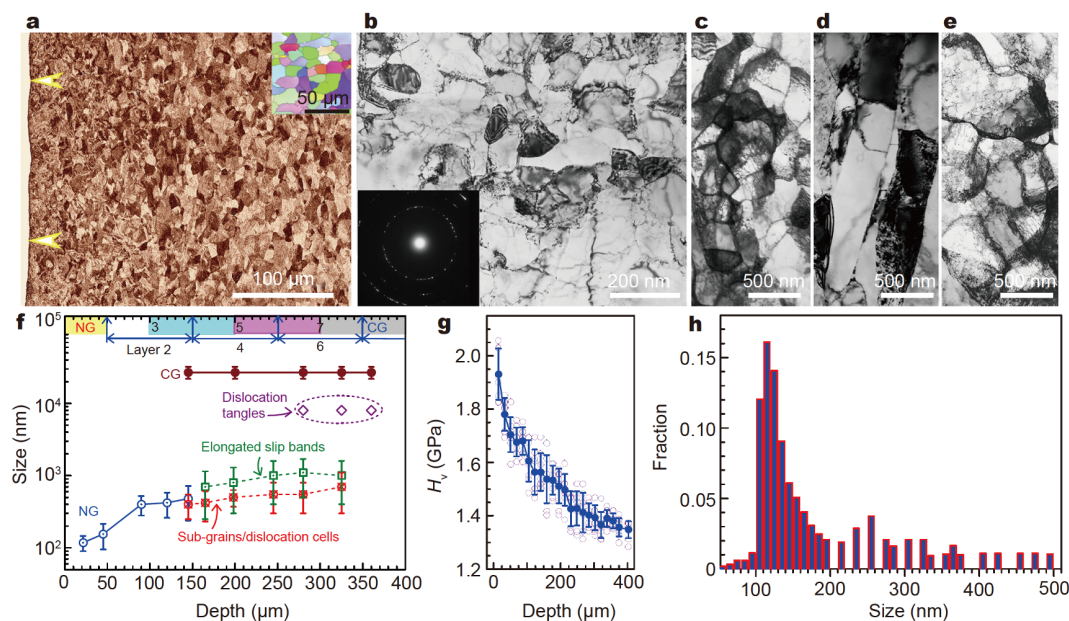 a
50 μm
100 μm
b
200 nm
c
500 nm
d
500 nm
e
500 nm
f
10⁵
10⁴
10³
10²
Size (nm)
NG
3
5
7
CG
Layer 2
4
6
CG
Dislocation
tangles
Elongated slip bands
NG
Sub-grains/dislocation cells
0
50
100
150
200
250
300
350
400
Depth (μm)
g
2.0
1.8
1.6
1.4
1.2
Hᵥ (GPa)
0
200
400
Depth (μm)
h
0.15
0.10
0.05
0
Fraction
100
200
300
400
500
Size (nm)